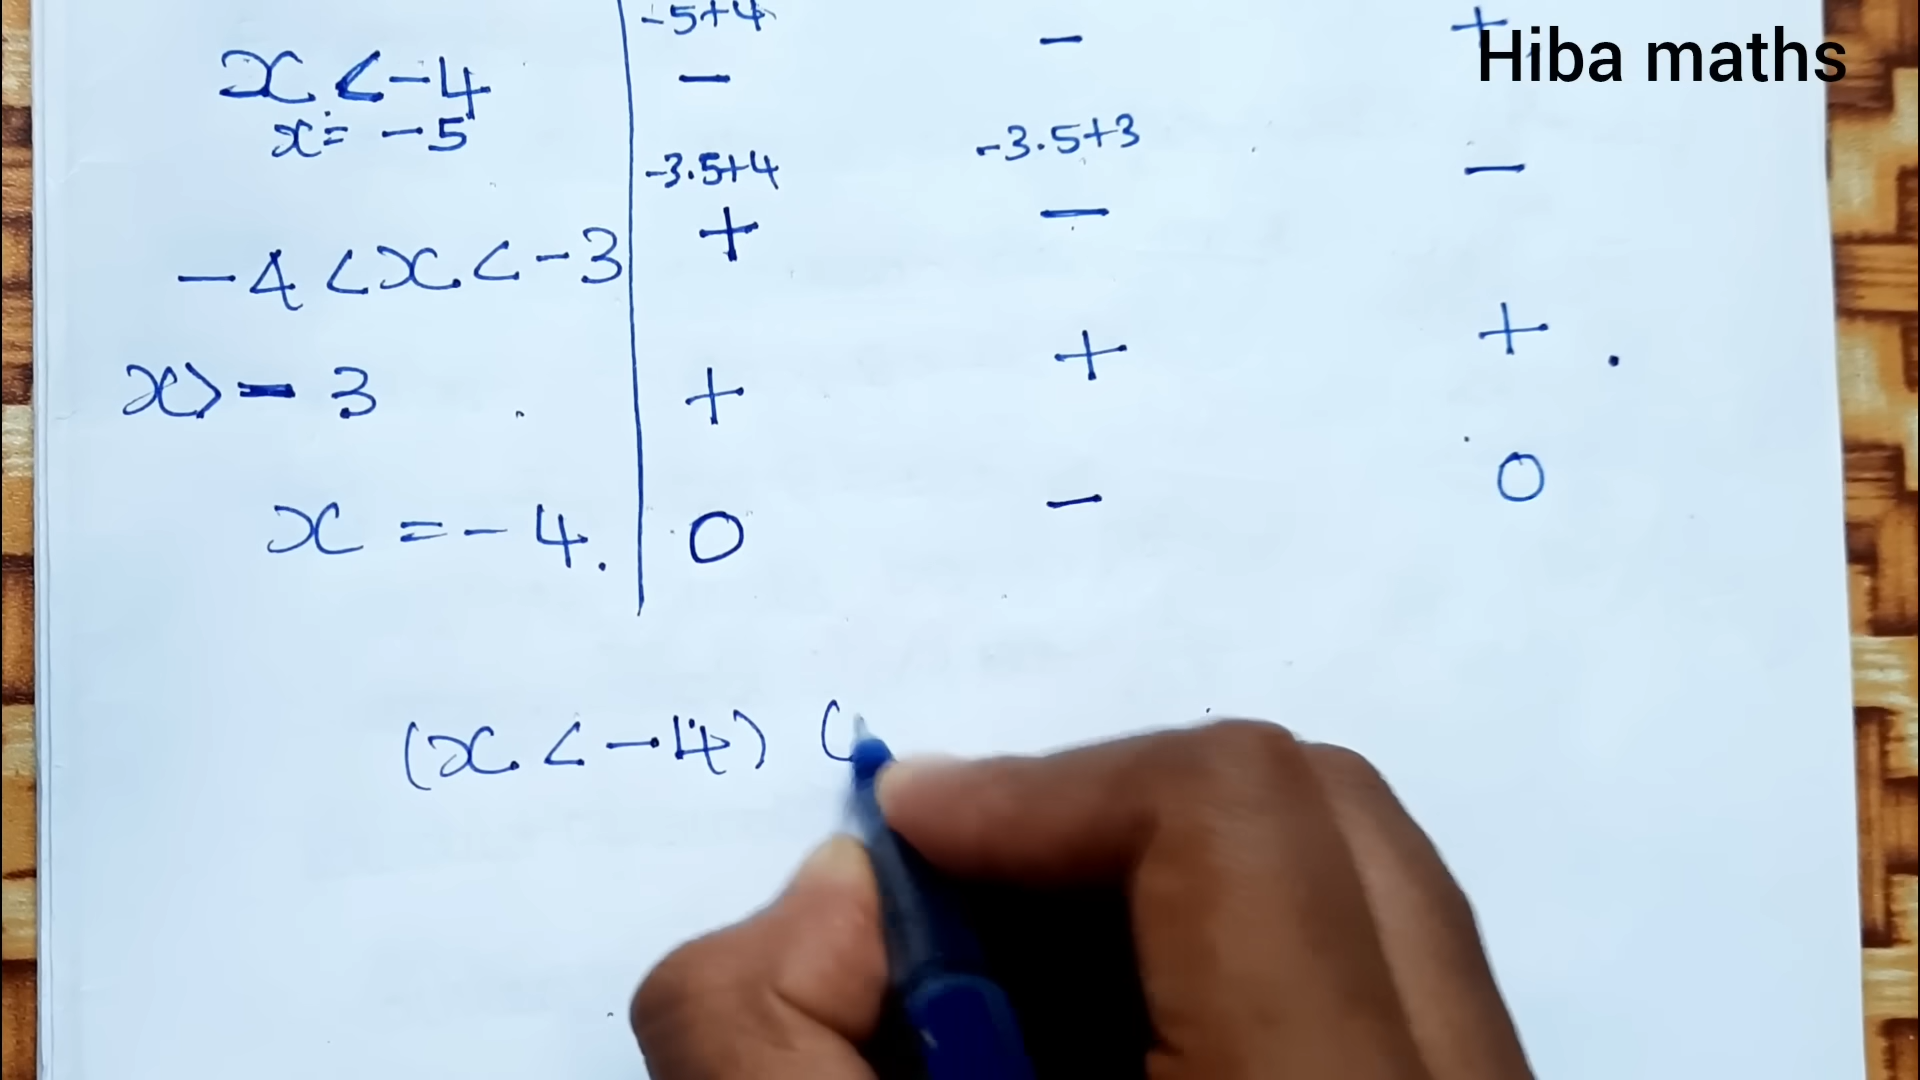 -5+4
x < -4 - - +
Hiba maths
x = -5
-3.5+4 -3.5+3
-4 < x < -3 + - -
x > - 3 + + + .
x = - 4. 0 - 0
(x < - 4) (